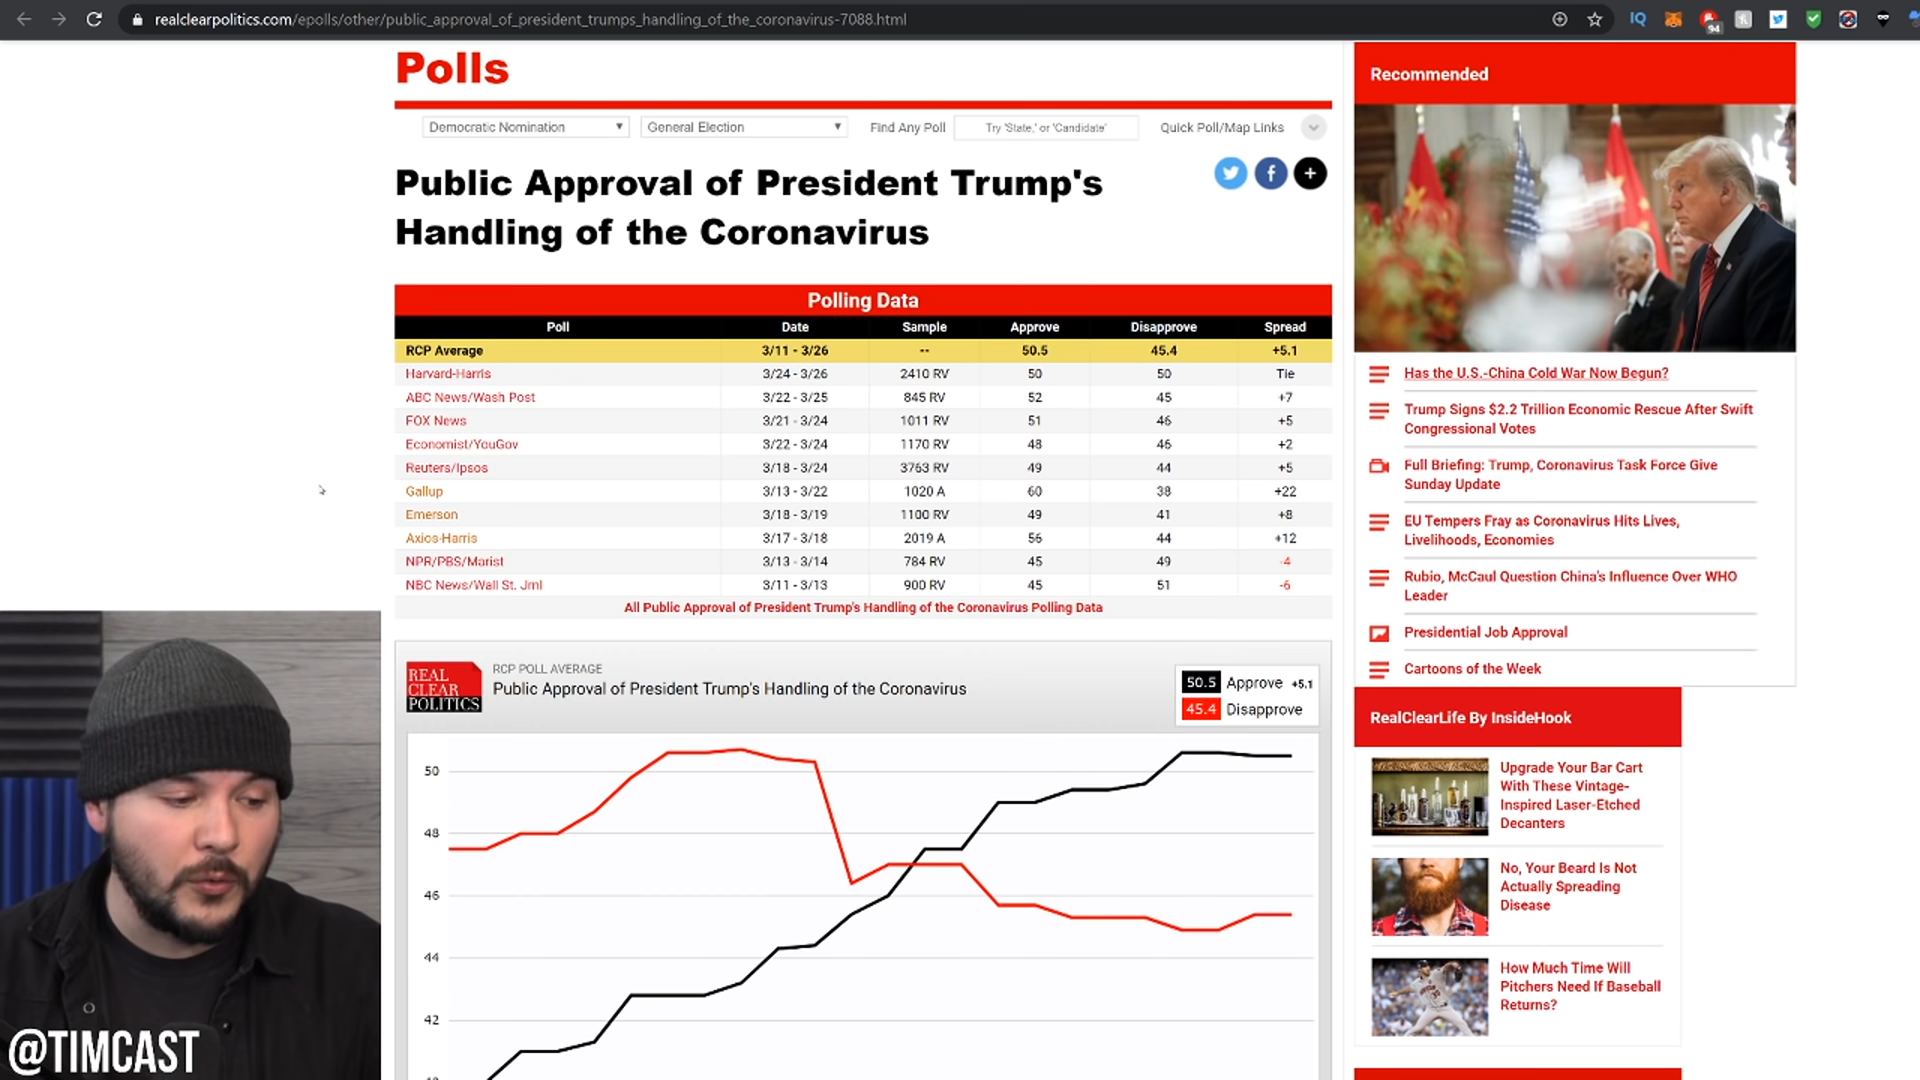 realclearpolitics.com/epolls/other/public_approval_of_president_trumps_handling_of_the_coronavirus-7088.html
94
Polls
Democratic Nomination
General Election
Find Any Poll
Try 'State,' or 'Candidate'
Quick Poll/Map Links
Public Approval of President Trump's
Handling of the Coronavirus
Polling Data
Poll Date Sample Approve Disapprove Spread
RCP Average 3/11 - 3/26 -- 50.5 45.4 +5.1
Harvard-Harris 3/24 - 3/26 2410 RV 50 50 Tie
ABC News/Wash Post 3/22 - 3/25 845 RV 52 45 +7
FOX News 3/21 - 3/24 1011 RV 51 46 +5
Economist/YouGov 3/22 - 3/24 1170 RV 48 46 +2
Reuters/Ipsos 3/18 - 3/24 3763 RV 49 44 +5
Gallup 3/13 - 3/22 1020 A 60 38 +22
Emerson 3/18 - 3/19 1100 RV 49 41 +8
Axios-Harris 3/17 - 3/18 2019 A 56 44 +12
NPR/PBS/Marist 3/13 - 3/14 784 RV 45 49 -4
NBC News/Wall St. Jrnl 3/11 - 3/13 900 RV 45 51 -6
All Public Approval of President Trump's Handling of the Coronavirus Polling Data
REAL
CLEAR
POLITICS
RCP POLL AVERAGE
Public Approval of President Trump's Handling of the Coronavirus
50.5 Approve +5.1
45.4 Disapprove
50
48
46
44
42
Recommended
Has the U.S.-China Cold War Now Begun?
Trump Signs $2.2 Trillion Economic Rescue After Swift
Congressional Votes
Full Briefing: Trump, Coronavirus Task Force Give
Sunday Update
EU Tempers Fray as Coronavirus Hits Lives,
Livelihoods, Economies
Rubio, McCaul Question China's Influence Over WHO
Leader
Presidential Job Approval
Cartoons of the Week
RealClearLife By InsideHook
Upgrade Your Bar Cart
With These Vintage-
Inspired Laser-Etched
Decanters
No, Your Beard Is Not
Actually Spreading
Disease
How Much Time Will
Pitchers Need If Baseball
Returns?
@TIMCAST